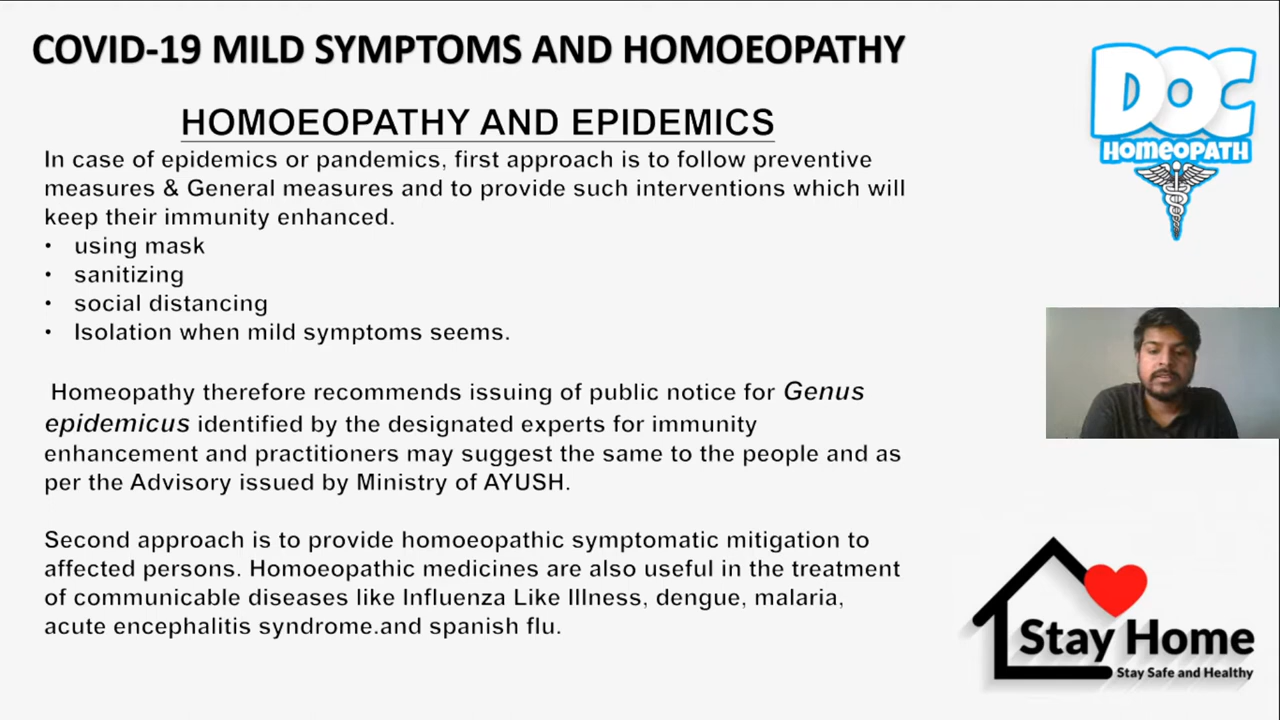 COVID-19 MILD SYMPTOMS AND HOMOEOPATHY
HOMOEOPATHY AND EPIDEMICS
In case of epidemics or pandemics, first approach is to follow preventive
measures & General measures and to provide such interventions which will
keep their immunity enhanced.
• using mask
• sanitizing
• social distancing
• Isolation when mild symptoms seems.
Homeopathy therefore recommends issuing of public notice for Genus
epidemicus identified by the designated experts for immunity
enhancement and practitioners may suggest the same to the people and as
per the Advisory issued by Ministry of AYUSH.
Second approach is to provide homoeopathic symptomatic mitigation to
affected persons. Homoeopathic medicines are also useful in the treatment
of communicable diseases like Influenza Like Illness, dengue, malaria,
acute encephalitis syndrome.and spanish flu.
DOC
HOMEOPATH
Stay Home
Stay Safe and Healthy